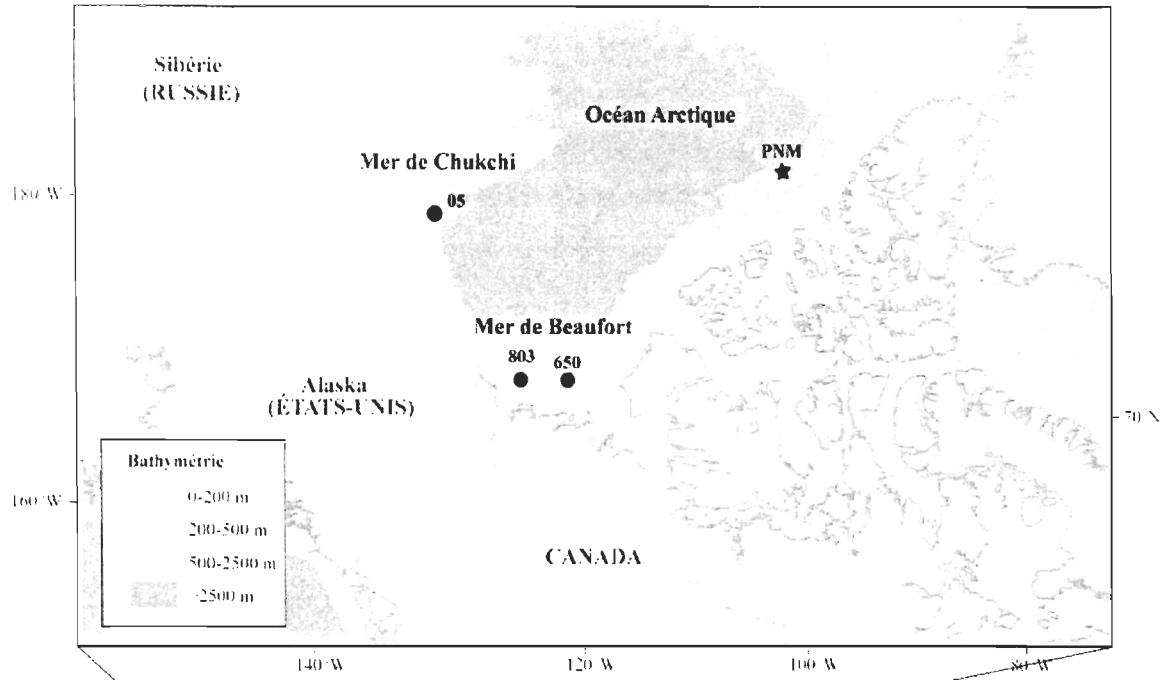 Sibérie
(RUSSIE)
Océan Arctique
PNM
Mer de Chukchi
05
180 °W
Mer de Beaufort
803
650
Alaska
(ÉTATS-UNIS)
70 °N
Bathymétrie
0-200 m
200-500 m
500-2500 m
>2500 m
160 °W
CANADA
140 °W
120 °W
100 °W
80 °W